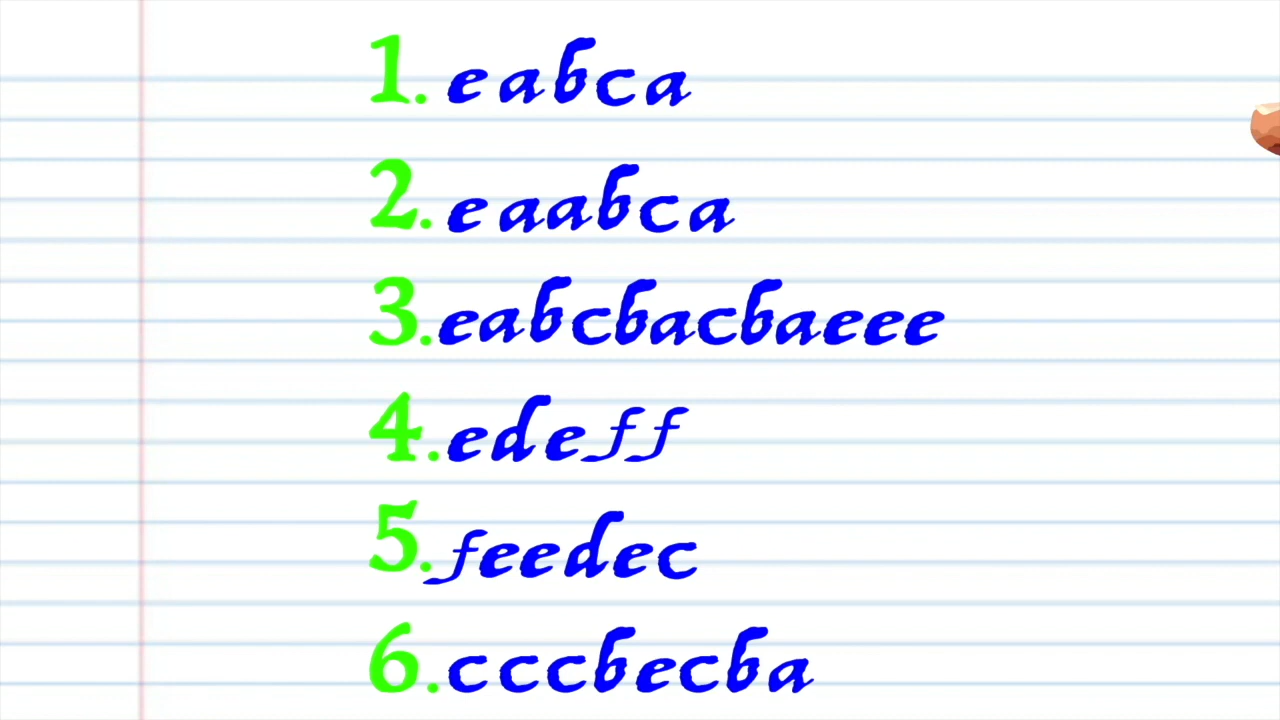 1. eabca
2. eaabca
3. eabcbacbaeee
4. edeff
5. feedec
6. cccbecba